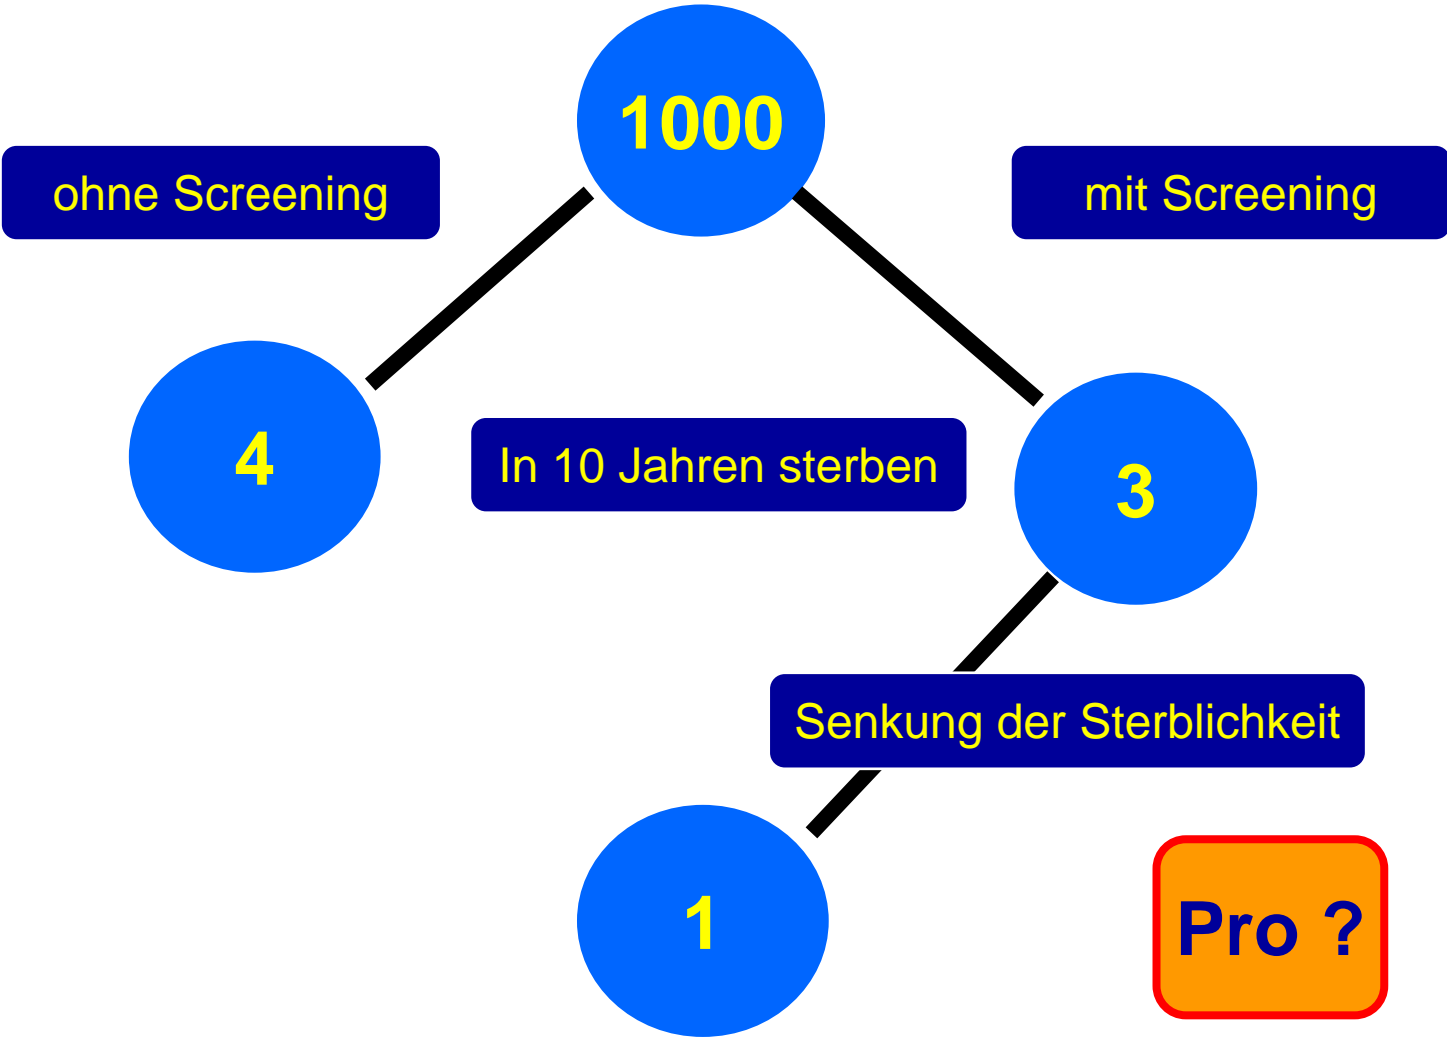 1000
ohne Screening
mit Screening
4
In 10 Jahren sterben
3
Senkung der Sterblichkeit
1
Pro ?